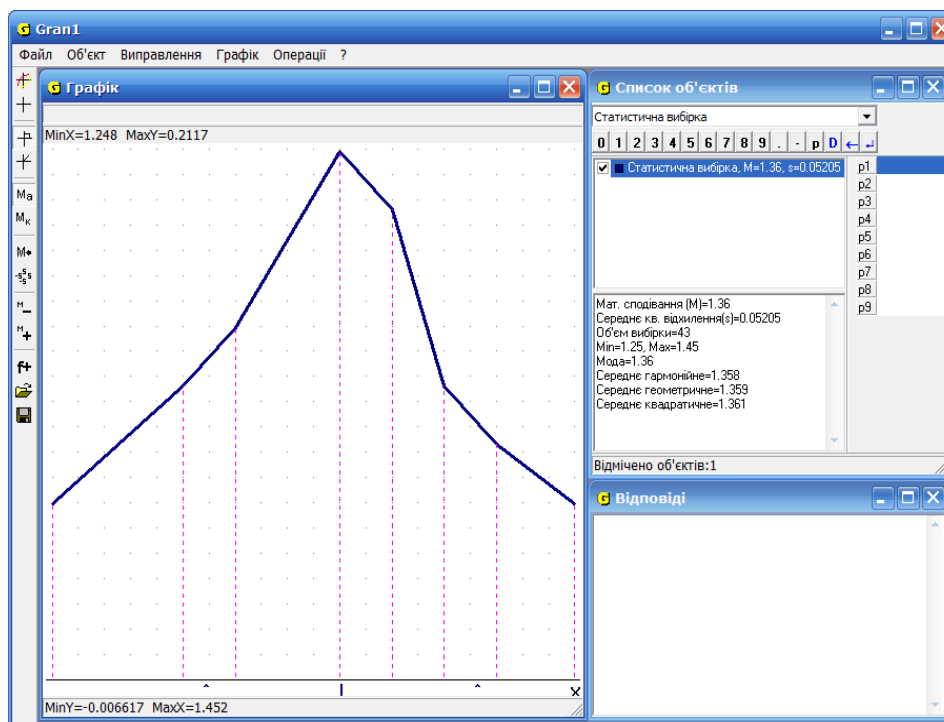 Gran1
Файл Об'єкт Виправлення Графік Операції ?
Графік
MinX=1.248 MaxY=0.2117
x
MinY=-0.006617 MaxX=1.452
Ma
Mк
M
-sss
M
M
f+
Список об'єктів
Статистична вибірка
0 1 2 3 4 5 6 7 8 9 . - p D ← ↲
Статистична вибірка, M=1.36, s=0.05205
p1
p2
p3
p4
p5
p6
p7
p8
p9
Мат. сподівання (M)=1.36
Середнє кв. відхилення(s)=0.05205
Об'єм вибірки=43
Min=1.25, Max=1.45
Мода=1.36
Середнє гармонійне=1.358
Середнє геометричне=1.359
Середнє квадратичне=1.361
Відмічено об'єктів:1
Відповіді